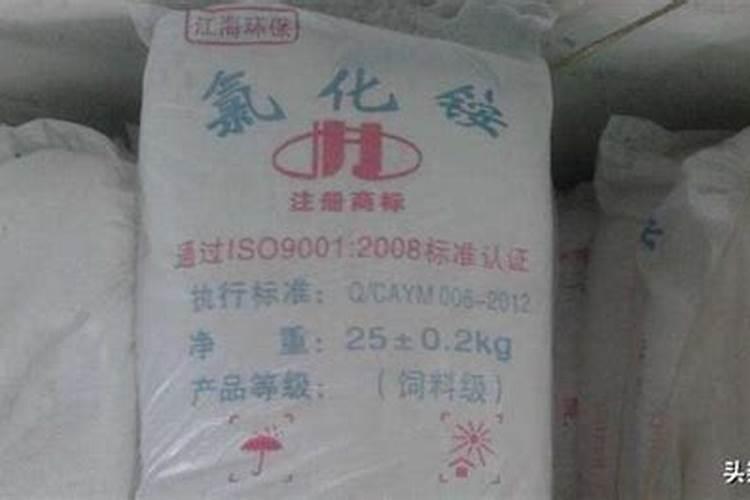 江海环保
氯化铵
注册商标
通过ISO9001:2008标准认证
执行标准：Q/CAYM 006-2012
净 重：25±0.2kg
产品等级：（饲料级）
头